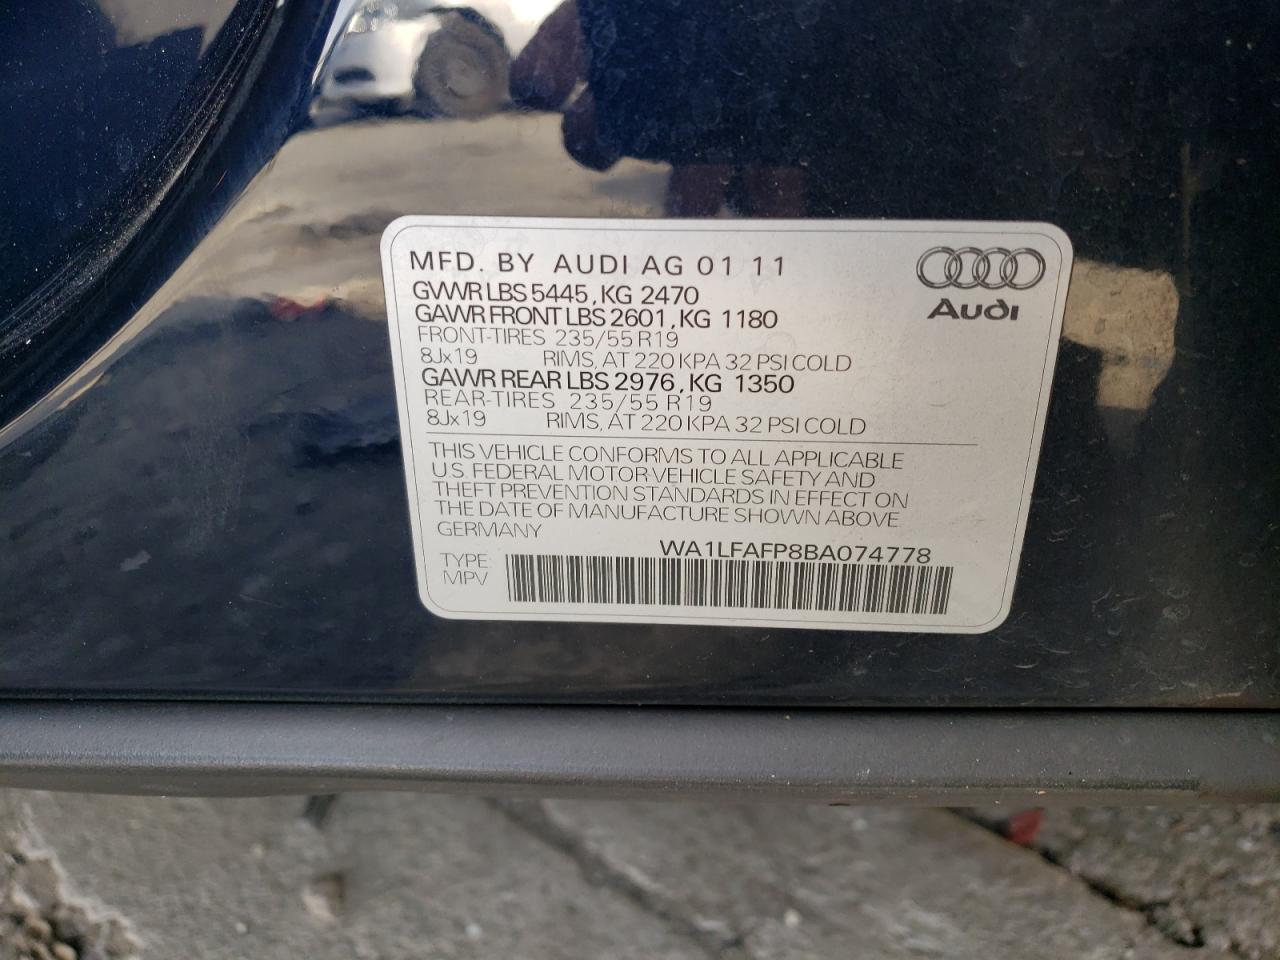 MFD. BY AUDI AG 01 11
GVWR LBS 5445, KG 2470
GAWR FRONT LBS 2601, KG 1180
FRONT-TIRES 235/55 R19
8Jx19 RIMS, AT 220 KPA 32 PSI COLD
GAWR REAR LBS 2976, KG 1350
REAR-TIRES 235/55 R19
8Jx19 RIMS, AT 220 KPA 32 PSI COLD
Audi
THIS VEHICLE CONFORMS TO ALL APPLICABLE
U.S. FEDERAL MOTOR-VEHICLE SAFETY AND
THEFT PREVENTION STANDARDS IN EFFECT ON
THE DATE OF MANUFACTURE SHOWN ABOVE
GERMANY
WA1LFAFP8BA074778
TYPE:
MPV